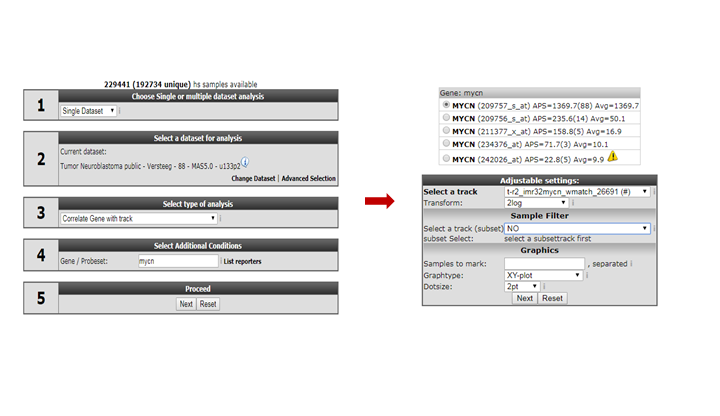 229441 (192734 unique) hs samples available
1
Choose Single or multiple dataset analysis
Single Dataset i
2
Select a dataset for analysis
Current dataset:
Tumor Neuroblastoma public - Versteeg - 88 - MAS5.0 - u133p2 i
Change Dataset | Advanced Selection
3
Select type of analysis
Correlate Gene with track i
4
Select Additional Conditions
Gene / Probeset: mycn i List reporters
5
Proceed
Next Reset
Gene: mycn
MYCN (209757_s_at) APS=1369.7(88) Avg=1369.7
MYCN (209756_s_at) APS=235.6(14) Avg=50.1
MYCN (211377_x_at) APS=158.8(5) Avg=16.9
MYCN (234376_at) APS=71.7(3) Avg=10.1
MYCN (242026_at) APS=22.8(5) Avg=9.9
Adjustable settings:
Select a track t-r2_imr32mycn_wmatch_26691 (#) i
Transform: 2log i
Sample Filter
Select a track (subset) NO i
subset Select: select a subsettrack first
Graphics
Samples to mark: , separated i
Graphtype: XY-plot i
Dotsize: 2pt i
Next Reset